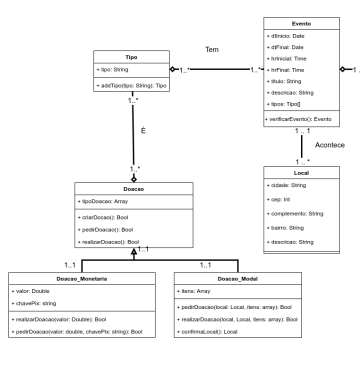 Evento
+ dtInicio: Date
+ dtFinal: Date
+ hrInicial: Time
+ hrFinal: Time
+ titulo: String
+ descricao: String
+ tipos: Tipo[]
+ verificarEvento(): Evento
Tem
1..*
1..*
1..
Tipo
+ tipo: String
+ addTipo(tipo: String): Tipo
1..*
É
1..*
1 .. 1
Acontece
1 .. *
Local
+ cidade: String
+ cep: Int
+ complemento: String
+ bairro: String
+ descricao: String
Doacao
+ tipoDoacao: Array
+ criarDocao(): Bool
+ pedirDoacao(): Bool
+ realizarDoacao(): Bool
1..1
1..1
1..1
Doacao_Monetaria
+ valor: Double
+ chavePix: string
+ realizarDoacao(valor: Double): Bool
+ pedirDoacao(valor: double, chavePix: string): Bool
Doacao_Modal
+ itens: Array
+ pedirDoacao(local: Local, itens: array): Bool
+ realizarDoacao(local, Local, itens: array): Bool
+ confirmaLocal(): Local